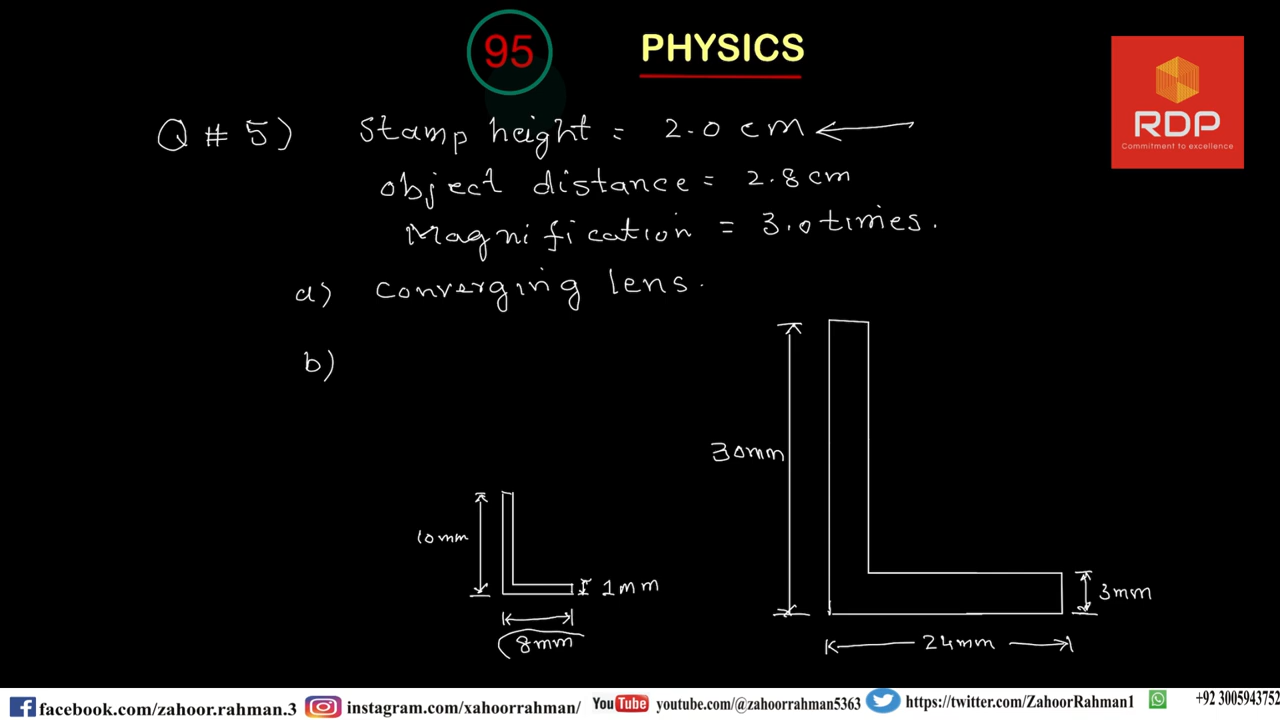 95
PHYSICS
RDP
Commitment to excellence
Q # 5) Stamp height = 2.0 cm
object distance = 2.8 cm
Magnification = 3.0 times.
a) converging lens.
b)
30mm
10mm
1mm
3mm
8mm
24mm
facebook.com/zahoor.rahman.3 instagram.com/xahoorrahman/ YouTube youtube.com/@zahoorrahman5363 https://twitter.com/ZahoorRahman1 +92 3005943752